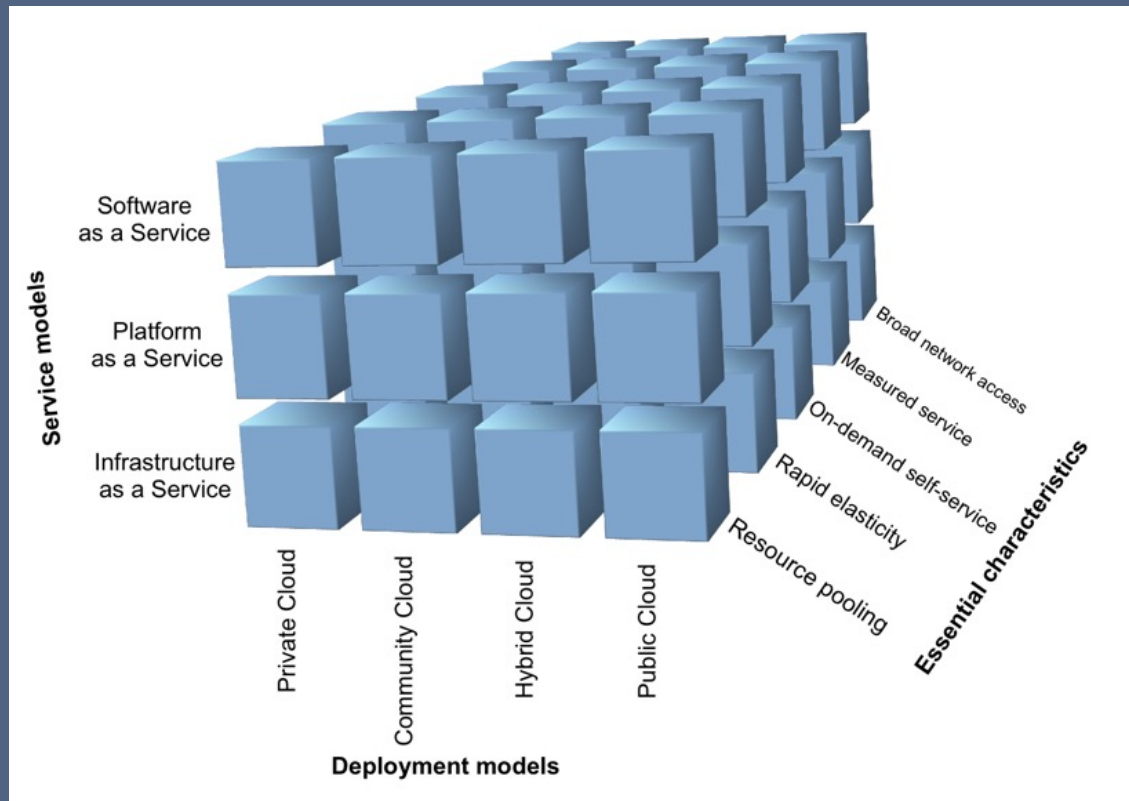 Service models
Software
as a Service
Platform
as a Service
Infrastructure
as a Service
Private Cloud
Community Cloud
Hybrid Cloud
Public Cloud
Deployment models
Broad network access
Measured service
On-demand self-service
Rapid elasticity
Resource pooling
Essential characteristics